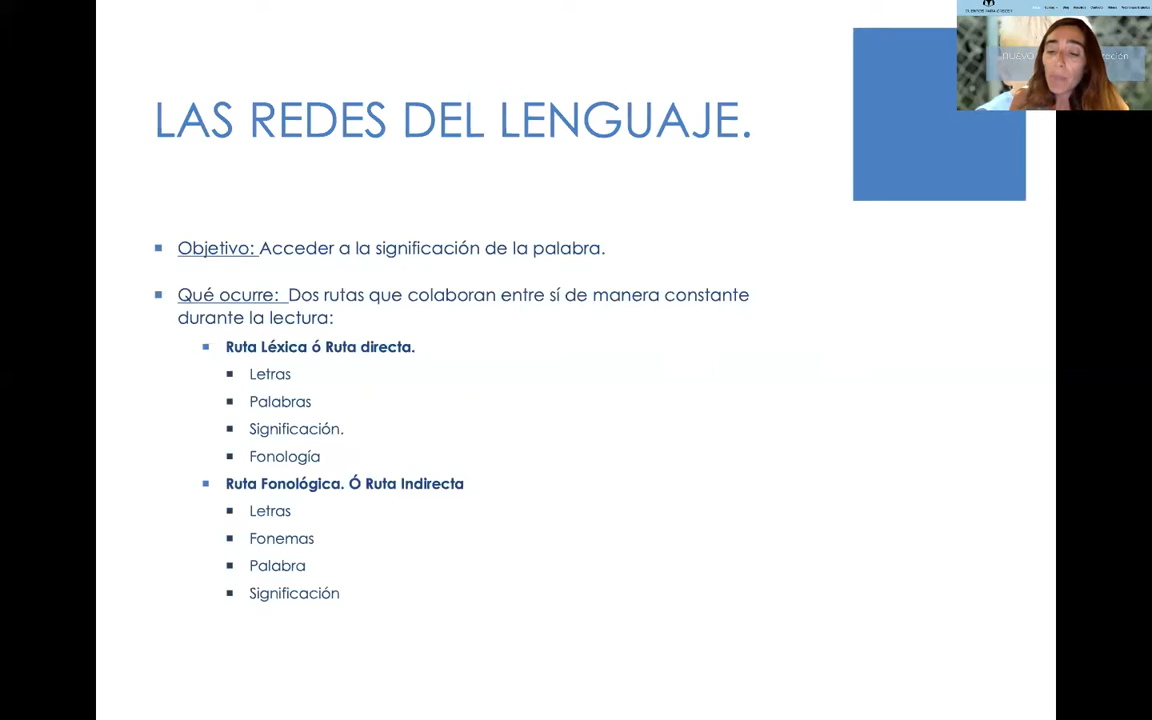 LAS REDES DEL LENGUAJE.
NUEVO
Objetivo: Acceder a la significación de la palabra.
Qué ocurre: Dos rutas que colaboran entre sí de manera constante
durante la lectura:
Ruta Léxica ó Ruta directa.
Letras
Palabras
Significación.
Fonología
Ruta Fonológica. Ó Ruta Indirecta
Letras
Fonemas
Palabra
Significación